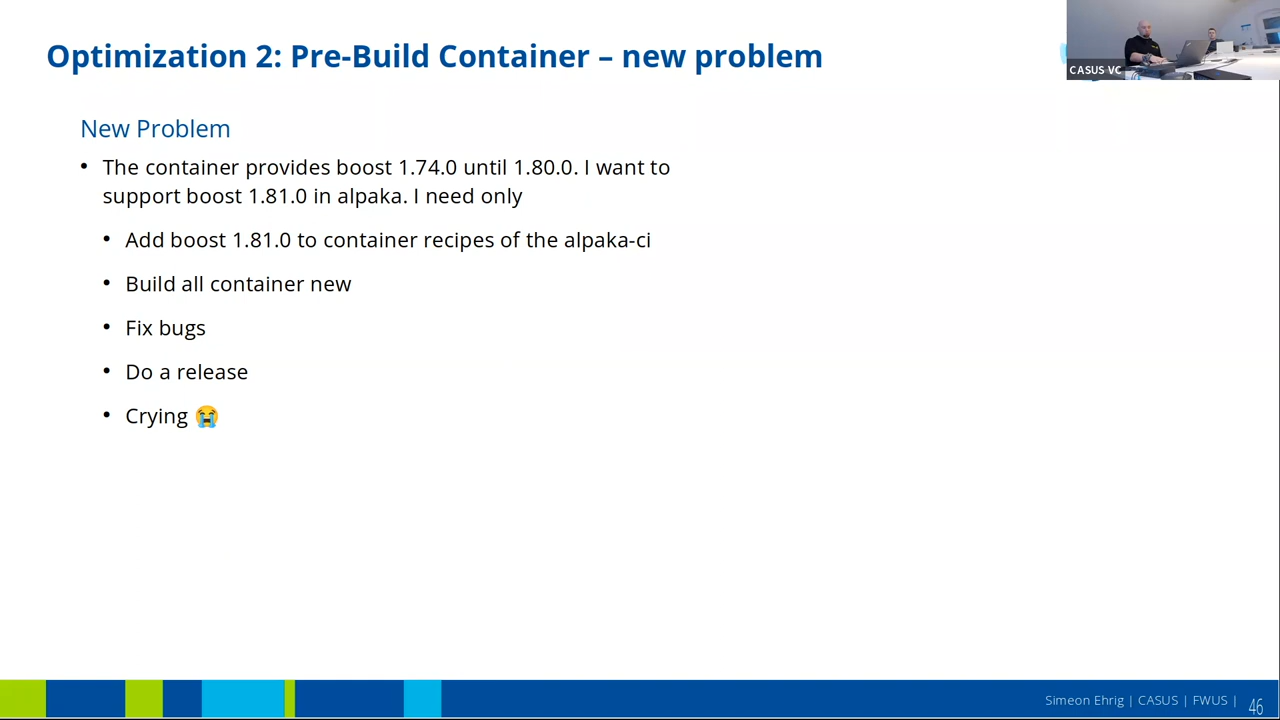 Optimization 2: Pre-Build Container – new problem
CASUS VC
New Problem
• The container provides boost 1.74.0 until 1.80.0. I want to
support boost 1.81.0 in alpaka. I need only
• Add boost 1.81.0 to container recipes of the alpaka-ci
• Build all container new
• Fix bugs
• Do a release
• Crying 😭
Simeon Ehrig | CASUS | FWUS | 46